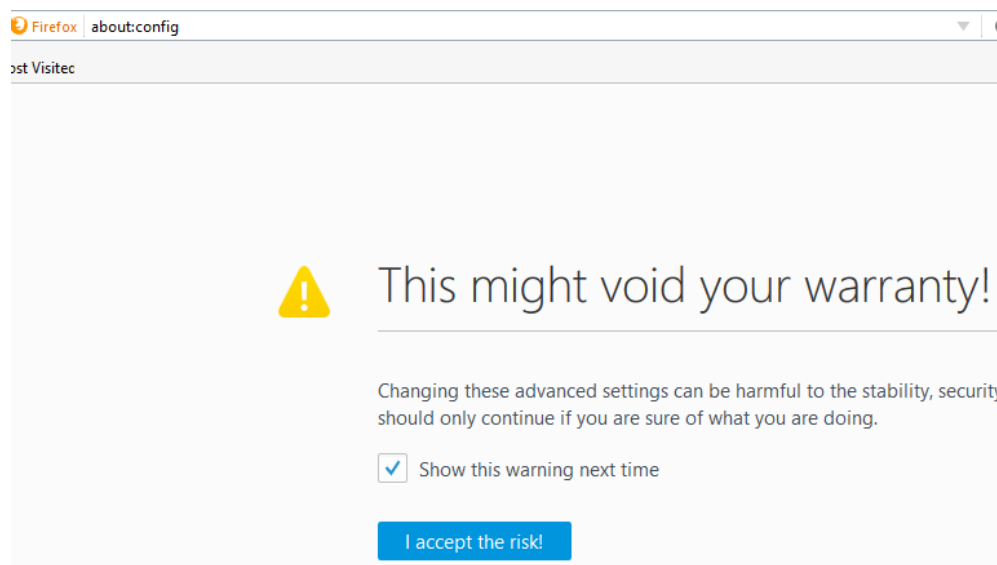 Firefox about:config
ost Visitec
This might void your warranty!
Changing these advanced settings can be harmful to the stability, security
should only continue if you are sure of what you are doing.
Show this warning next time
I accept the risk!